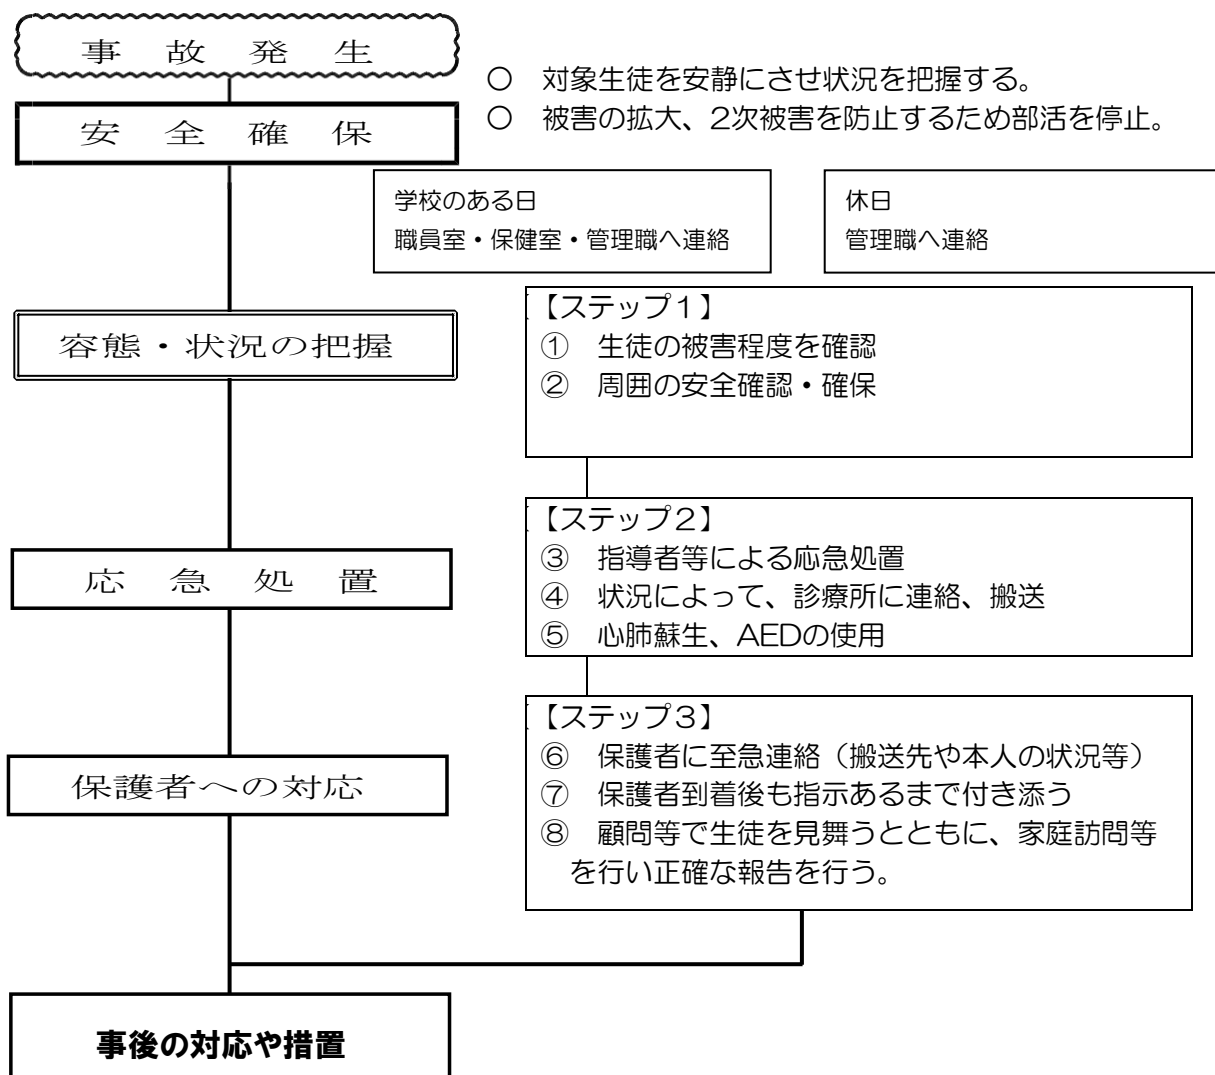 事 故 発 生
○ 対象生徒を安静にさせ状況を把握する。
○ 被害の拡大、2次被害を防止するため部活を停止。
安 全 確 保
学校のある日
職員室・保健室・管理職へ連絡
休日
管理職へ連絡
容態・状況の把握
【ステップ1】
① 生徒の被害程度を確認
② 周囲の安全確認・確保
応 急 処 置
【ステップ2】
③ 指導者等による応急処置
④ 状況によって、診療所に連絡、搬送
⑤ 心肺蘇生、AEDの使用
保護者への対応
【ステップ3】
⑥ 保護者に至急連絡(搬送先や本人の状況等)
⑦ 保護者到着後も指示あるまで付き添う
⑧ 顧問等で生徒を見舞うとともに、家庭訪問等
を行い正確な報告を行う。
事後の対応や措置